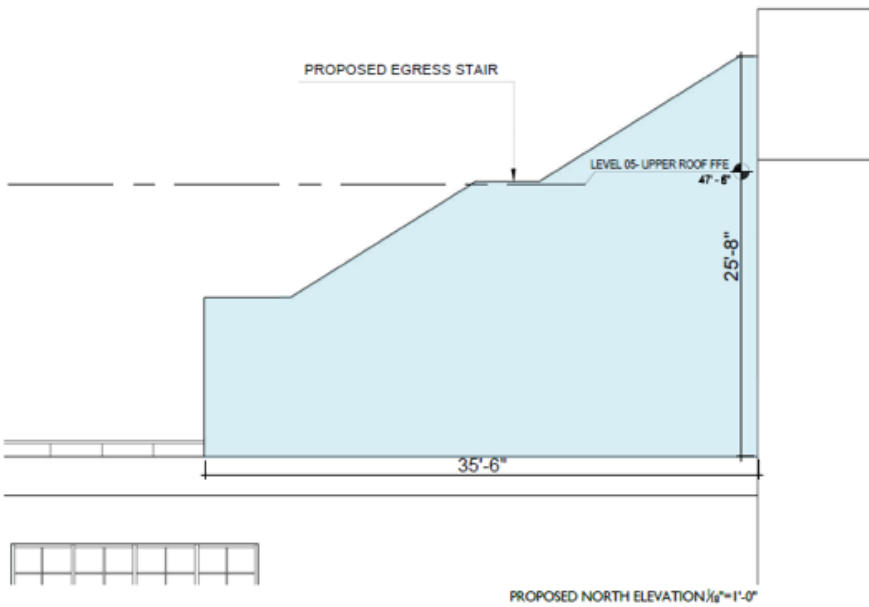 PROPOSED EGRESS STAIR
LEVEL 05- UPPER ROOF FFE
47' - 6"
25'-8"
35'-6"
PROPOSED NORTH ELEVATION 1/8"=1'-0"